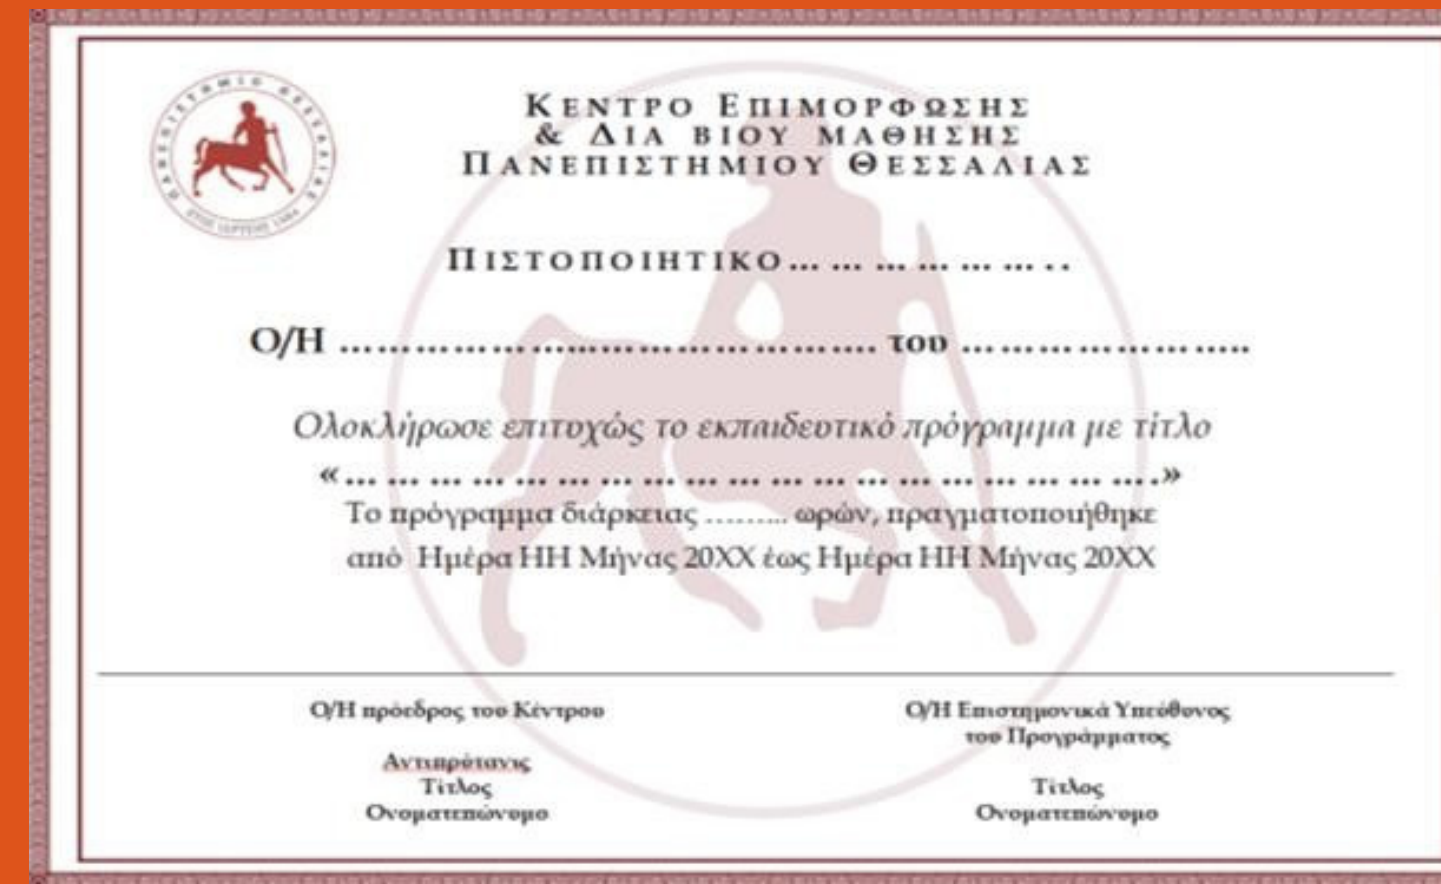 ΠΑΝΕΠΙΣΤΗΜΙΟ ΘΕΣΣΑΛΙΑΣ
ΚΕΝΤΡΟ ΕΠΙΜΟΡΦΩΣΗΣ
& ΔΙΑ ΒΙΟΥ ΜΑΘΗΣΗΣ
ΠΑΝΕΠΙΣΤΗΜΙΟΥ ΘΕΣΣΑΛΙΑΣ
ΠΙΣΤΟΠΟΙΗΤΙΚΟ... ... ... ... ... ... . .
Ο/Η ........................................... του ..........................
Ολοκλήρωσε επιτυχώς το εκπαιδευτικό πρόγραμμα με τίτλο
«... ... ... ... ... ... ... ... ... ... ... ... ... ... ... ... ... ... ... ....»
Το πρόγραμμα διάρκειας ......... ωρών, πραγματοποιήθηκε
από Ημέρα ΗΗ Μήνας 20ΧΧ έως Ημέρα ΗΗ Μήνας 20ΧΧ
Ο/Η πρόεδρος του Κέντρου
Αντιπρύτανις
Τίτλος
Ονοματεπώνυμο
Ο/Η Επιστημονικά Υπεύθυνος
του Προγράμματος
Τίτλος
Ονοματεπώνυμο